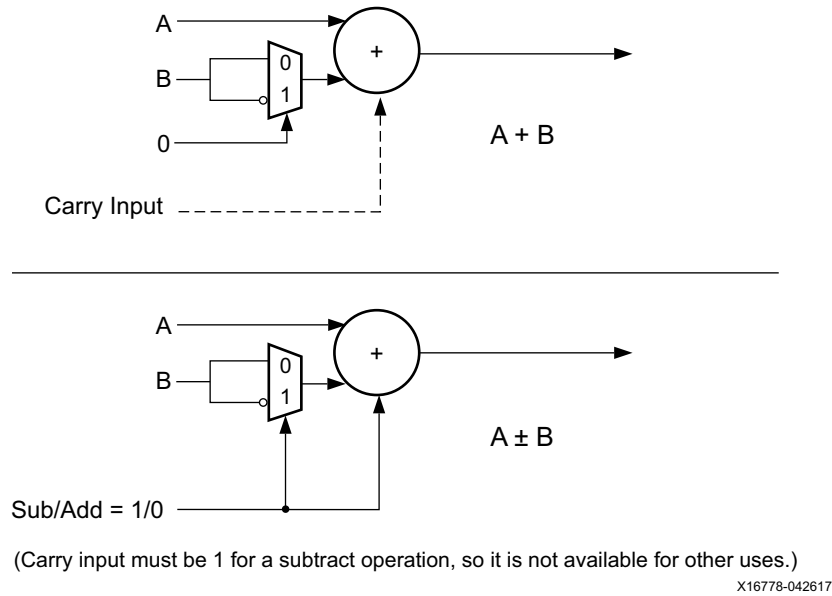 A
+
B
0
1
0
A + B
Carry Input
A
+
B
0
1
A ± B
Sub/Add = 1/0
(Carry input must be 1 for a subtract operation, so it is not available for other uses.)
X16778-042617